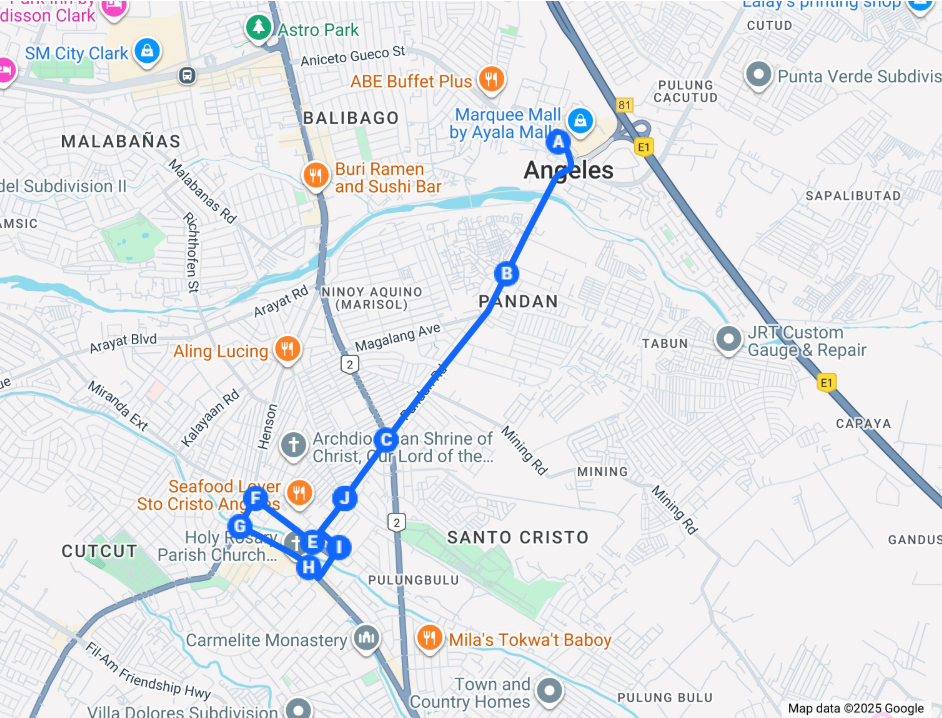 Park Inn by
disson Clark
Astro Park
SM City Clark
Aniceto Gueco St
Lalay's printing shop
CUTUD
ABE Buffet Plus
PULUNG
CACUTUD
Punta Verde Subdivis
81
BALIBAGO
Marquee Mall
by Ayala Mall
A
E1
MALABAÑAS
Angeles
Buri Ramen
and Sushi Bar
del Subdivision II
Malabanas Rd
SAPALIBUTAD
AMSIC
Richthofen St
B
NINOY AQUINO
(MARISOL)
PANDAN
Arayat Rd
Magalang Ave
Arayat Blvd
Aling Lucing
2
TABUN
JRT Custom
Gauge & Repair
E1
ue
Miranda Ext
Kalayaan Rd
Henson
Pandan Rd
CAPAYA
C
Archdio an Shrine of
Christ, Our Lord of the...
Mining Rd
MINING
Seafood Lover
Sto Cristo Angeles
F
J
Mining Rd
G
2
Holy Rosary
Parish Church...
E
I
H
SANTO CRISTO
GANDUS
CUTCUT
PULUNGBULU
Carmelite Monastery
Mila's Tokwa't Baboy
Fil-Am Friendship Hwy
Town and
Country Homes
PULUNG BULU
Villa Dolores Subdivision
Map data ©2025 Google